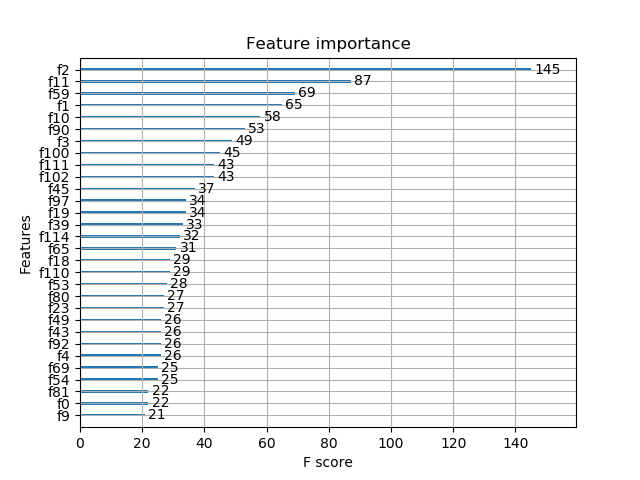 Feature importance
Features
f2 145
f11 87
f59 69
f1 65
f10 58
f90 53
f3 49
f100 45
f111 43
f102 43
f45 37
f97 34
f19 34
f39 33
f114 32
f65 31
f18 29
f110 29
f53 28
f80 27
f23 27
f49 26
f43 26
f92 26
f4 26
f69 25
f54 25
f81 22
f0 22
f9 21
0 20 40 60 80 100 120 140
F score